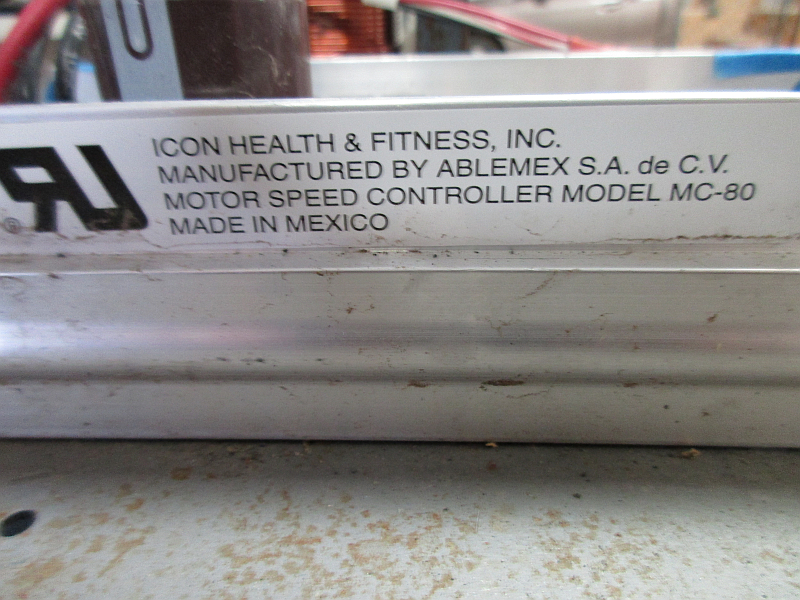 ICON HEALTH & FITNESS, INC.
MANUFACTURED BY ABLEMEX S.A. de C.V.
MOTOR SPEED CONTROLLER MODEL MC-80
MADE IN MEXICO